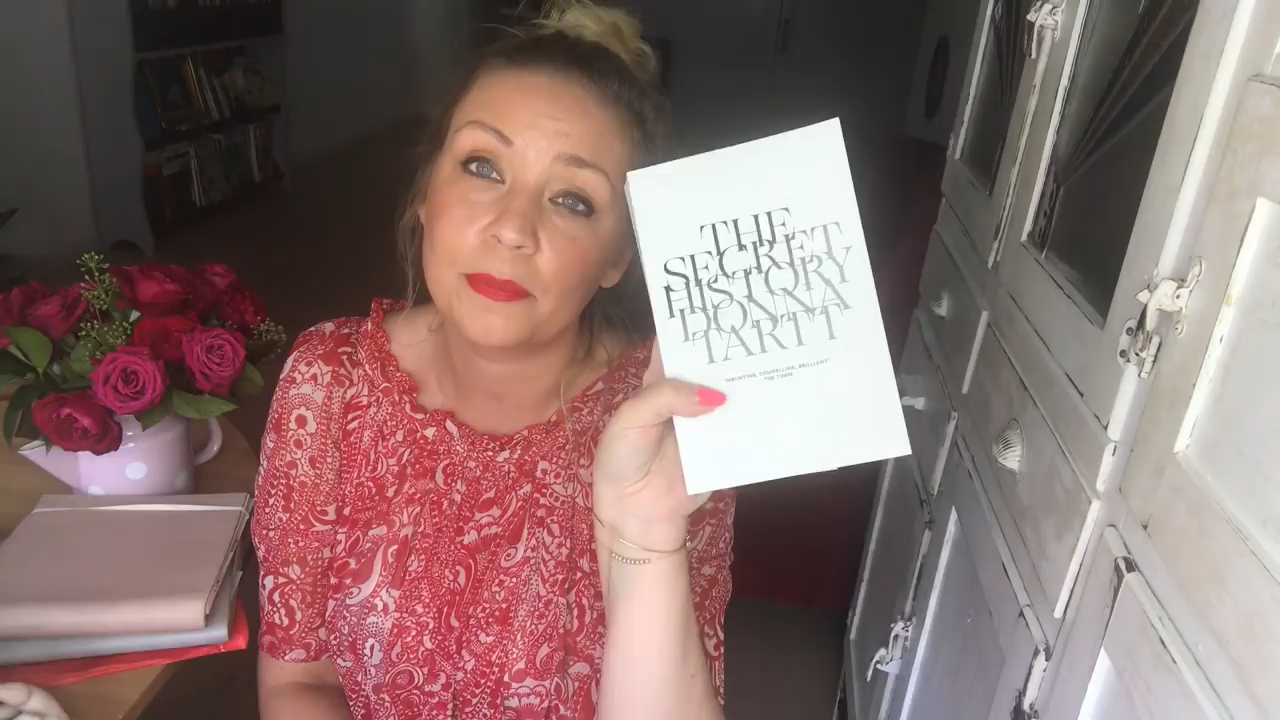 THE
SECRET
HISTORY
DONNA
TARTT
'HAUNTING, COMPELLING, BRILLIANT'
THE TIMES